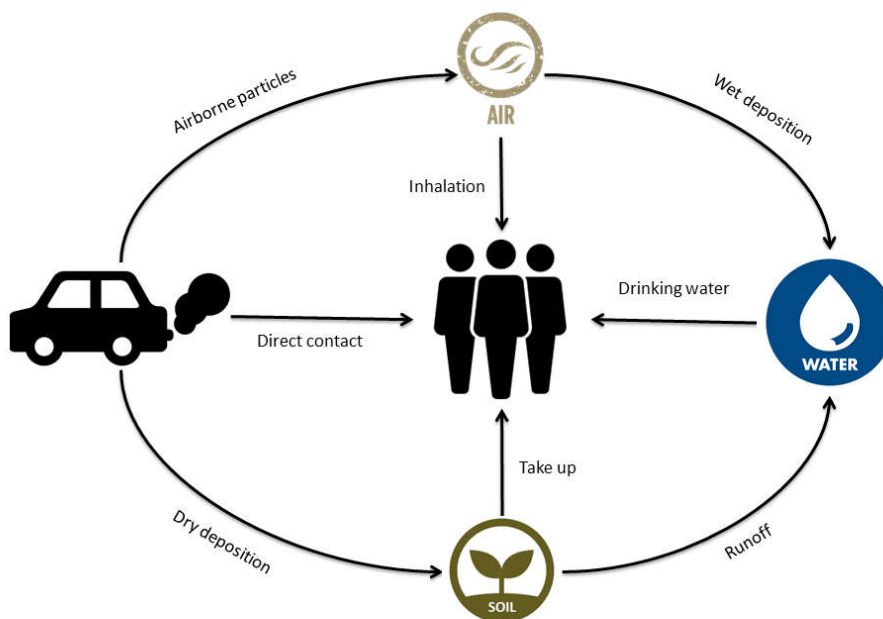 Airborne particles
AIR
Wet deposition
Inhalation
Drinking water
Direct contact
WATER
Take up
Dry deposition
Runoff
SOIL